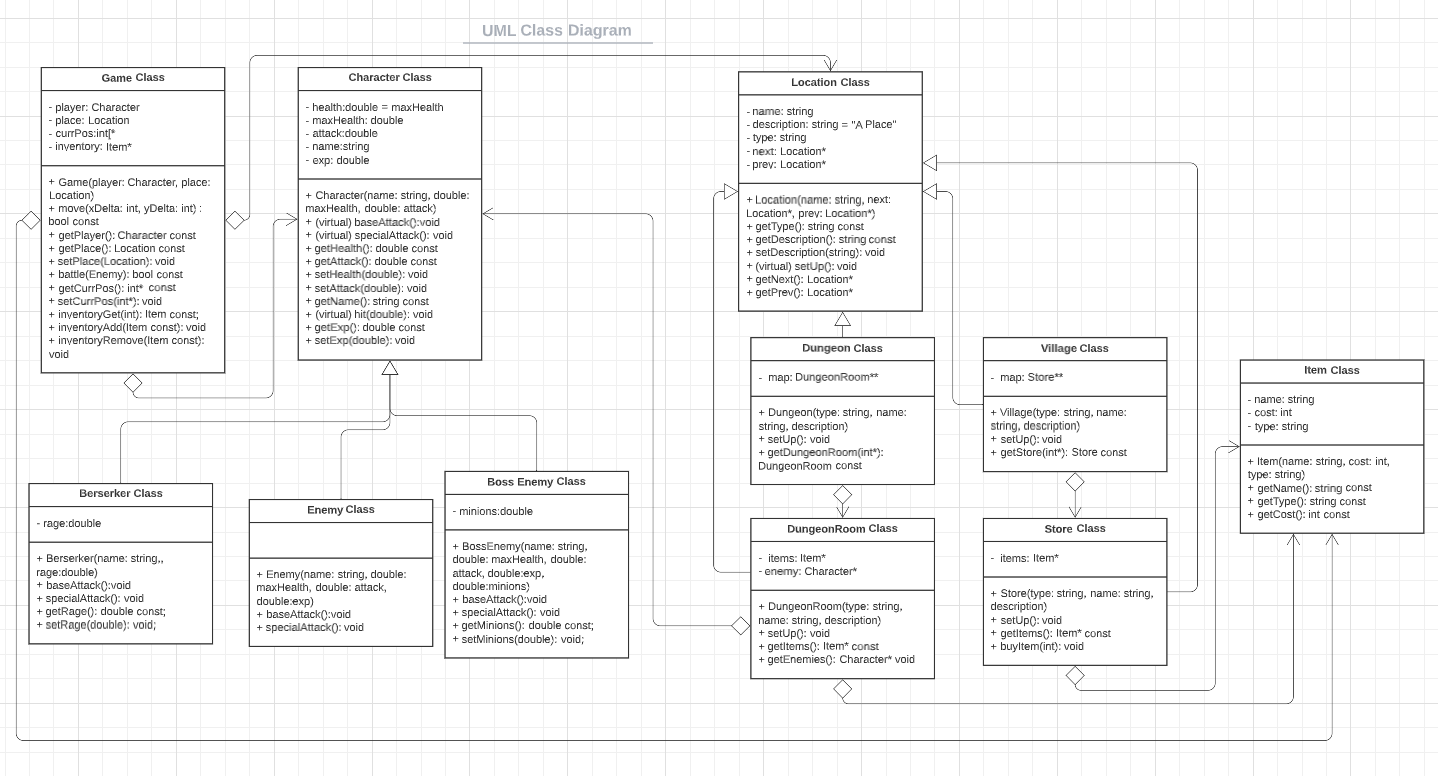 UML Class Diagram
Game Class
- player: Character
- place: Location
- currPos:int[*
- inventory: Item*
+ Game(player: Character, place:
Location)
+ move(xDelta: int, yDelta: int) :
bool const
+ getPlayer(): Character const
+ getPlace(): Location const
+ setPlace(Location): void
+ battle(Enemy): bool const
+ getCurrPos(): int* const
+ setCurrPos(int*): void
+ inventoryGet(int): Item const;
+ inventoryAdd(Item const): void
+ inventoryRemove(Item const):
void
Character Class
- health:double = maxHealth
- maxHealth: double
- attack:double
- name:string
- exp: double
+ Character(name: string, double:
maxHealth, double: attack)
+ (virtual) baseAttack():void
+ (virtual) specialAttack(): void
+ getHealth(): double const
+ getAttack(): double const
+ setHealth(double): void
+ setAttack(double): void
+ getName(): string const
+ (virtual) hit(double): void
+ getExp(): double const
+ setExp(double): void
Location Class
- name: string
- description: string = "A Place"
- type: string
- next: Location*
- prev: Location*
+ Location(name: string, next:
Location*, prev: Location*)
+ getType(): string const
+ getDescription(): string const
+ setDescription(string): void
+ (virtual) setUp(): void
+ getNext(): Location*
+ getPrev(): Location*
Dungeon Class
- map: DungeonRoom**
+ Dungeon(type: string, name:
string, description)
+ setUp(): void
+ getDungeonRoom(int*):
DungeonRoom const
Village Class
- map: Store**
+ Village(type: string, name:
string, description)
+ setUp(): void
+ getStore(int*): Store const
Item Class
- name: string
- cost: int
- type: string
+ Item(name: string, cost: int,
type: string)
+ getName(): string const
+ getType(): string const
+ getCost(): int const
Berserker Class
- rage:double
+ Berserker(name: string,,
rage:double)
+ baseAttack():void
+ specialAttack(): void
+ getRage(): double const;
+ setRage(double): void;
Enemy Class
+ Enemy(name: string, double:
maxHealth, double: attack,
double:exp)
+ baseAttack():void
+ specialAttack(): void
Boss Enemy Class
- minions:double
+ BossEnemy(name: string,
double: maxHealth, double:
attack, double:exp,
double:minions)
+ baseAttack():void
+ specialAttack(): void
+ getMinions(): double const;
+ setMinions(double): void;
DungeonRoom Class
- items: Item*
- enemy: Character*
+ DungeonRoom(type: string,
name: string, description)
+ setUp(): void
+ getItems(): Item* const
+ getEnemies(): Character* void
Store Class
- items: Item*
+ Store(type: string, name: string,
description)
+ setUp(): void
+ getItems(): Item* const
+ buyItem(int): void